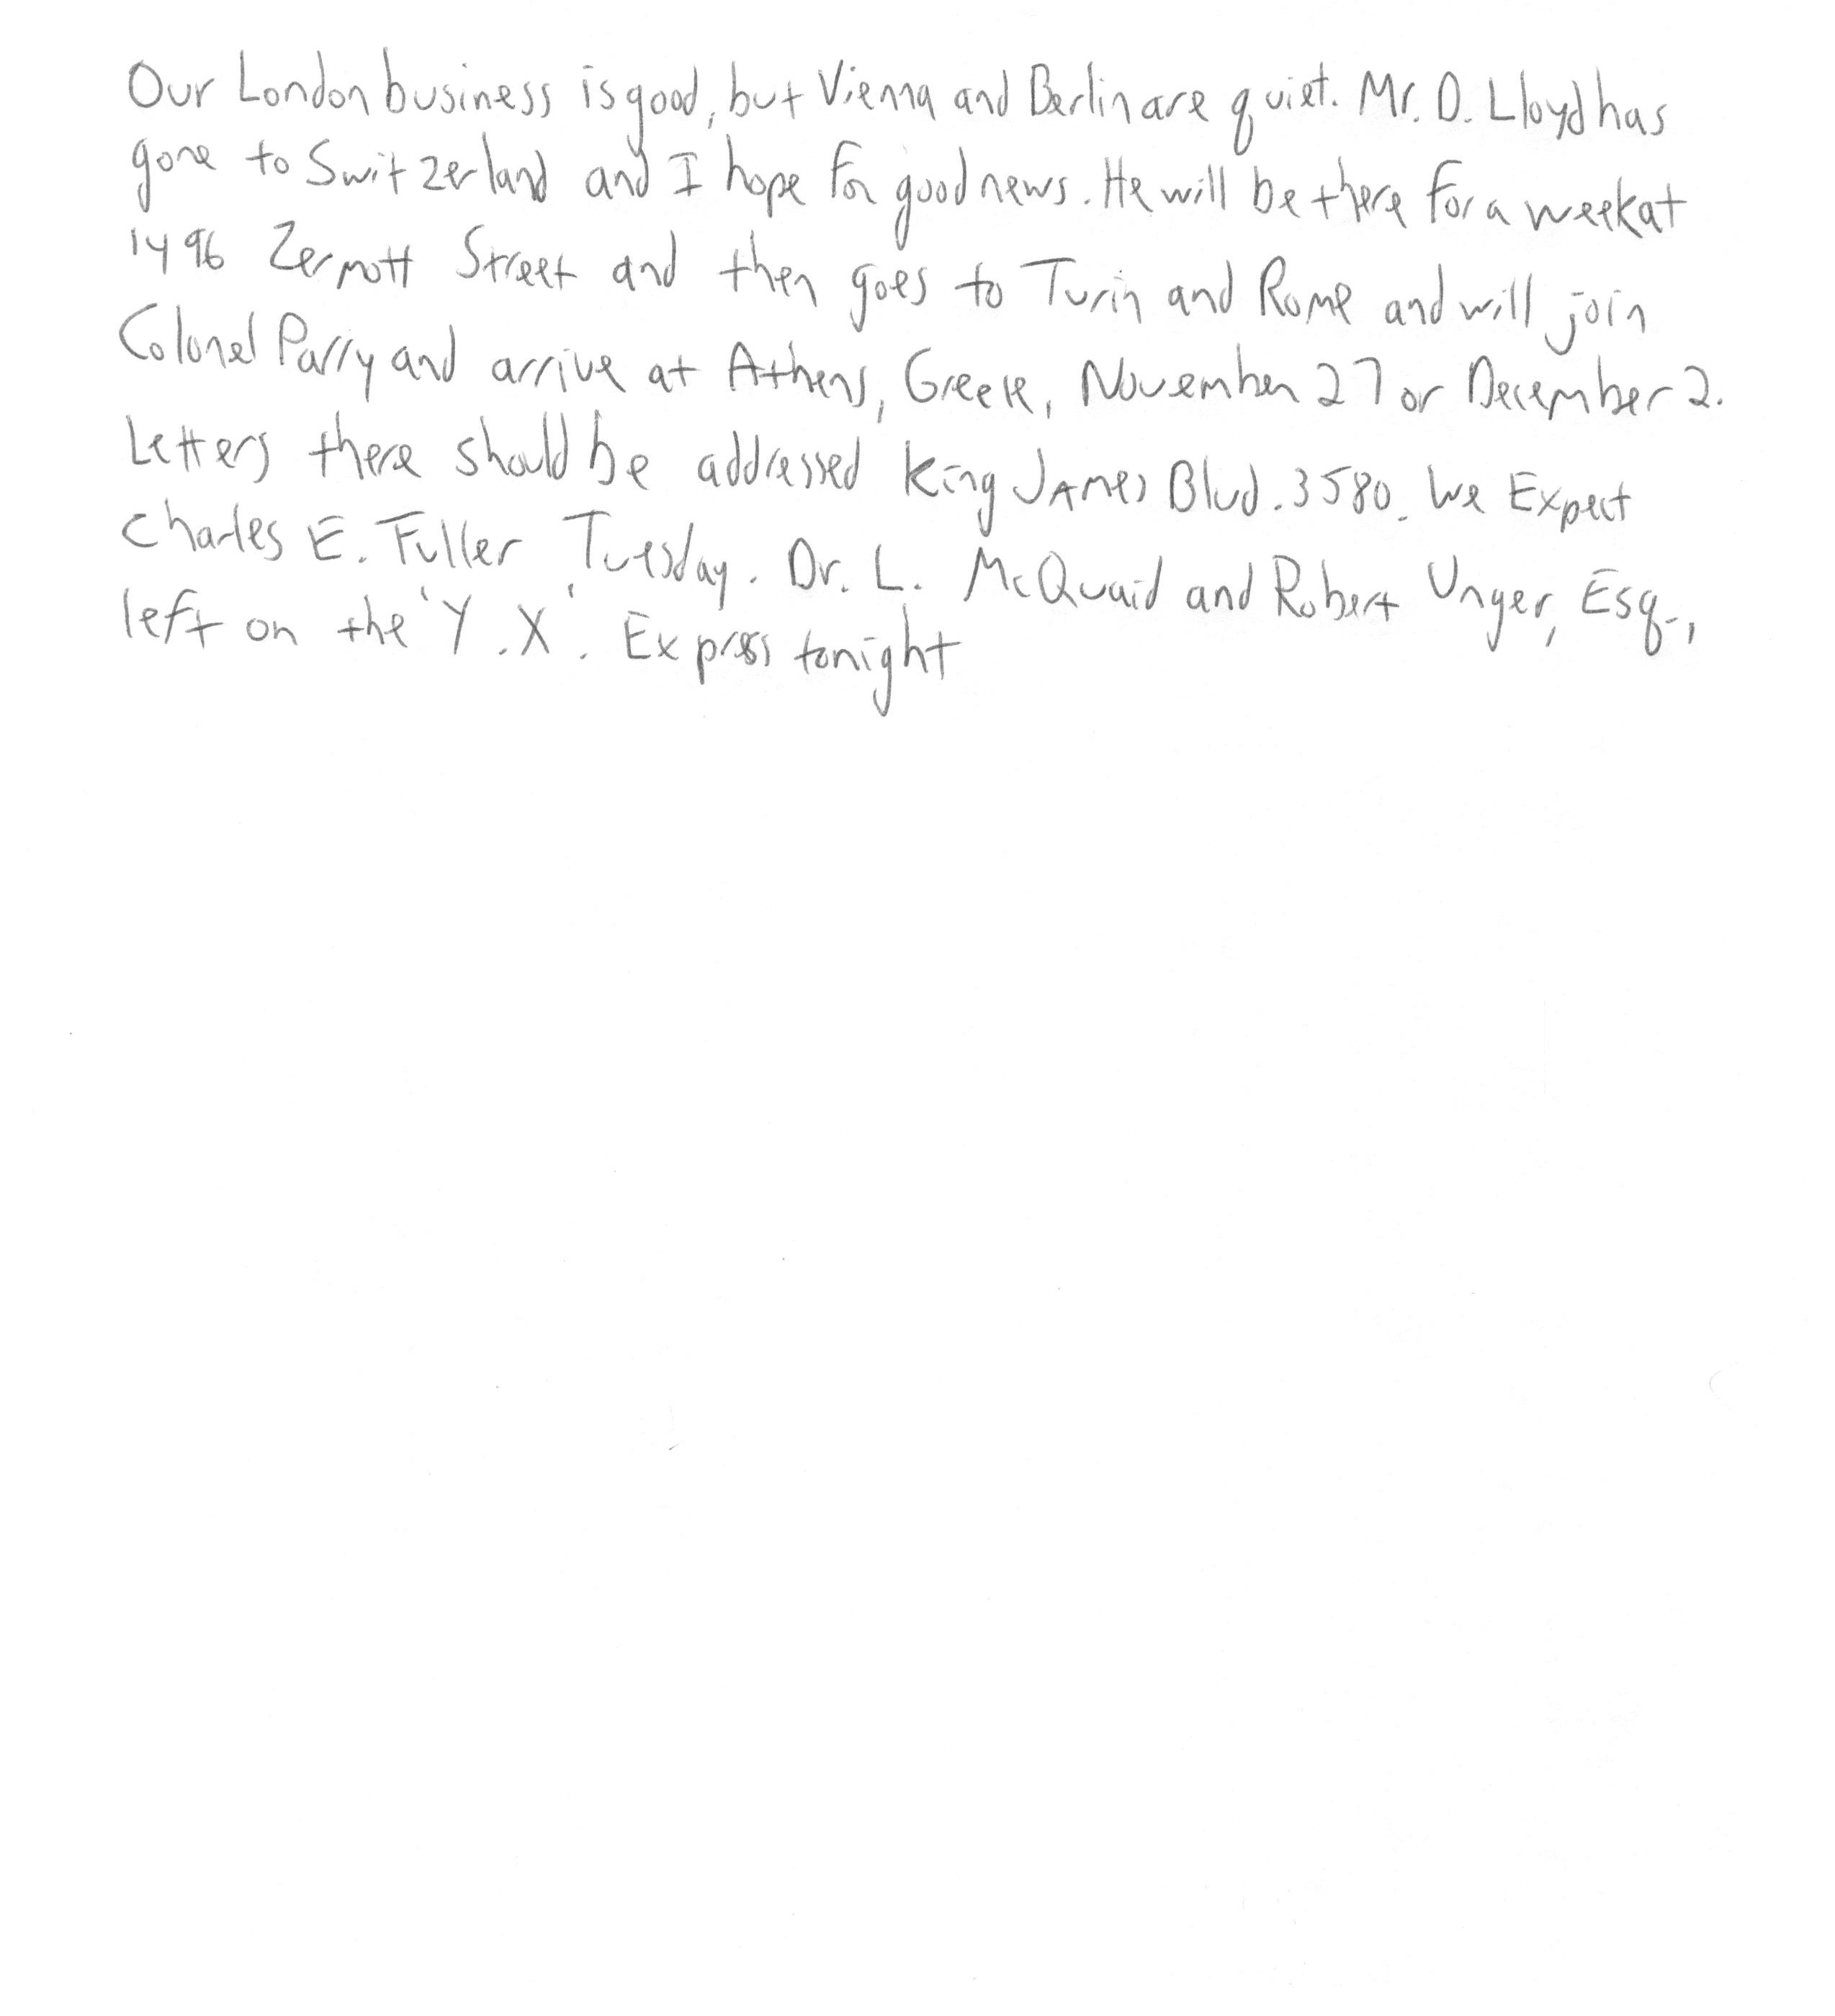 Our London business is good, but Vienna and Berlin are quiet. Mr. D. Lloyd has
gone to Switzerland and I hope for good news. He will be there for a week at
1496 Zermott Street and then goes to Turin and Rome and will join
Colonel Parry and arrive at Athens, Greece, November 27 or December 2.
Letters there should be addressed King James Blvd. 3580. We Expect
Charles E. Fuller Tuesday. Dr. L. McQuaid and Robert Unger, Esq.,
left on the 'Y.X.' Express tonight